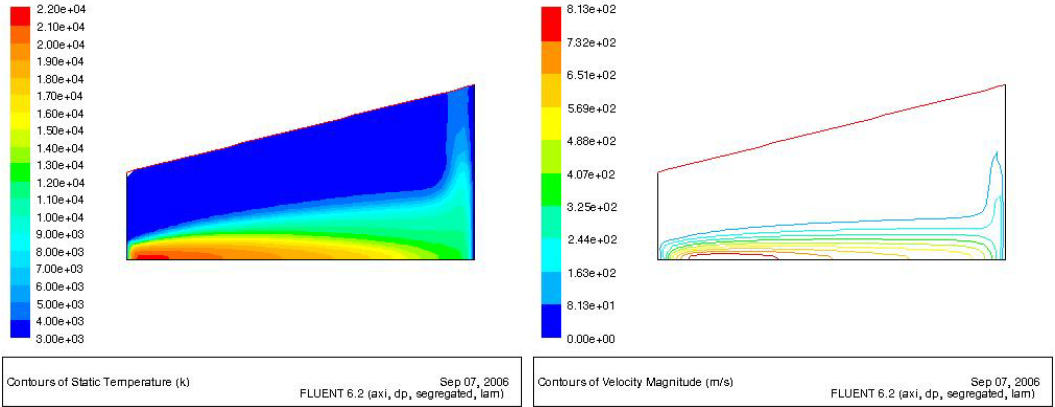 2.20e+04
2.10e+04
2.00e+04
1.90e+04
1.80e+04
1.70e+04
1.60e+04
1.50e+04
1.40e+04
1.30e+04
1.20e+04
1.10e+04
1.00e+04
9.00e+03
8.00e+03
7.00e+03
6.00e+03
5.00e+03
4.00e+03
3.00e+03
Contours of Static Temperature (k)
Sep 07, 2006
FLUENT 6.2 (axi, dp, segregated, lam)
8.13e+02
7.32e+02
6.51e+02
5.69e+02
4.88e+02
4.07e+02
3.25e+02
2.44e+02
1.63e+02
8.13e+01
0.00e+00
Contours of Velocity Magnitude (m/s)
Sep 07, 2006
FLUENT 6.2 (axi, dp, segregated, lam)